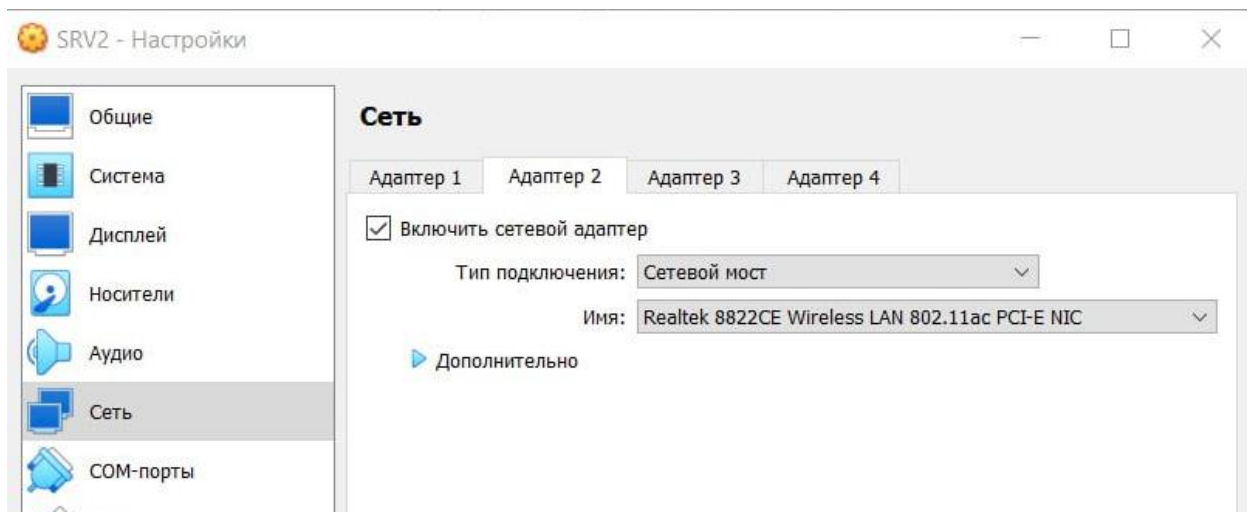 SRV2 - Настройки
Общие
Система
Дисплей
Носители
Аудио
Сеть
COM-порты
Сеть
Адаптер 1 Адаптер 2 Адаптер 3 Адаптер 4
Включить сетевой адаптер
Тип подключения: Сетевой мост
Имя: Realtek 8822CE Wireless LAN 802.11ac PCI-E NIC
Дополнительно